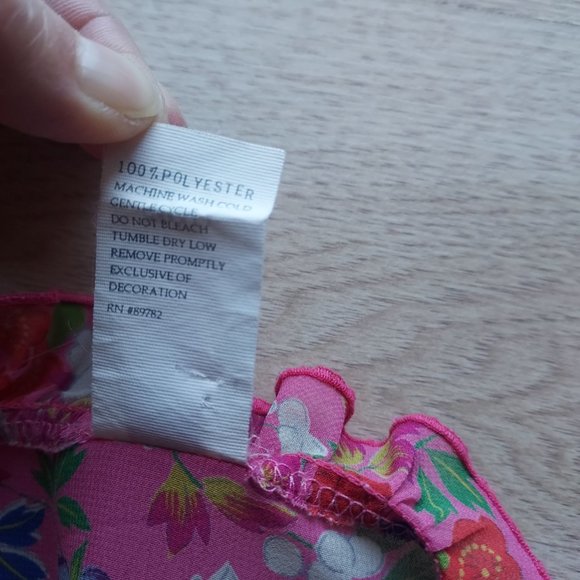 100% POLYESTER
MACHINE WASH COLD
GENTLE CYCLE
DO NOT BLEACH
TUMBLE DRY LOW
REMOVE PROMPTLY
EXCLUSIVE OF
DECORATION
RN #89782